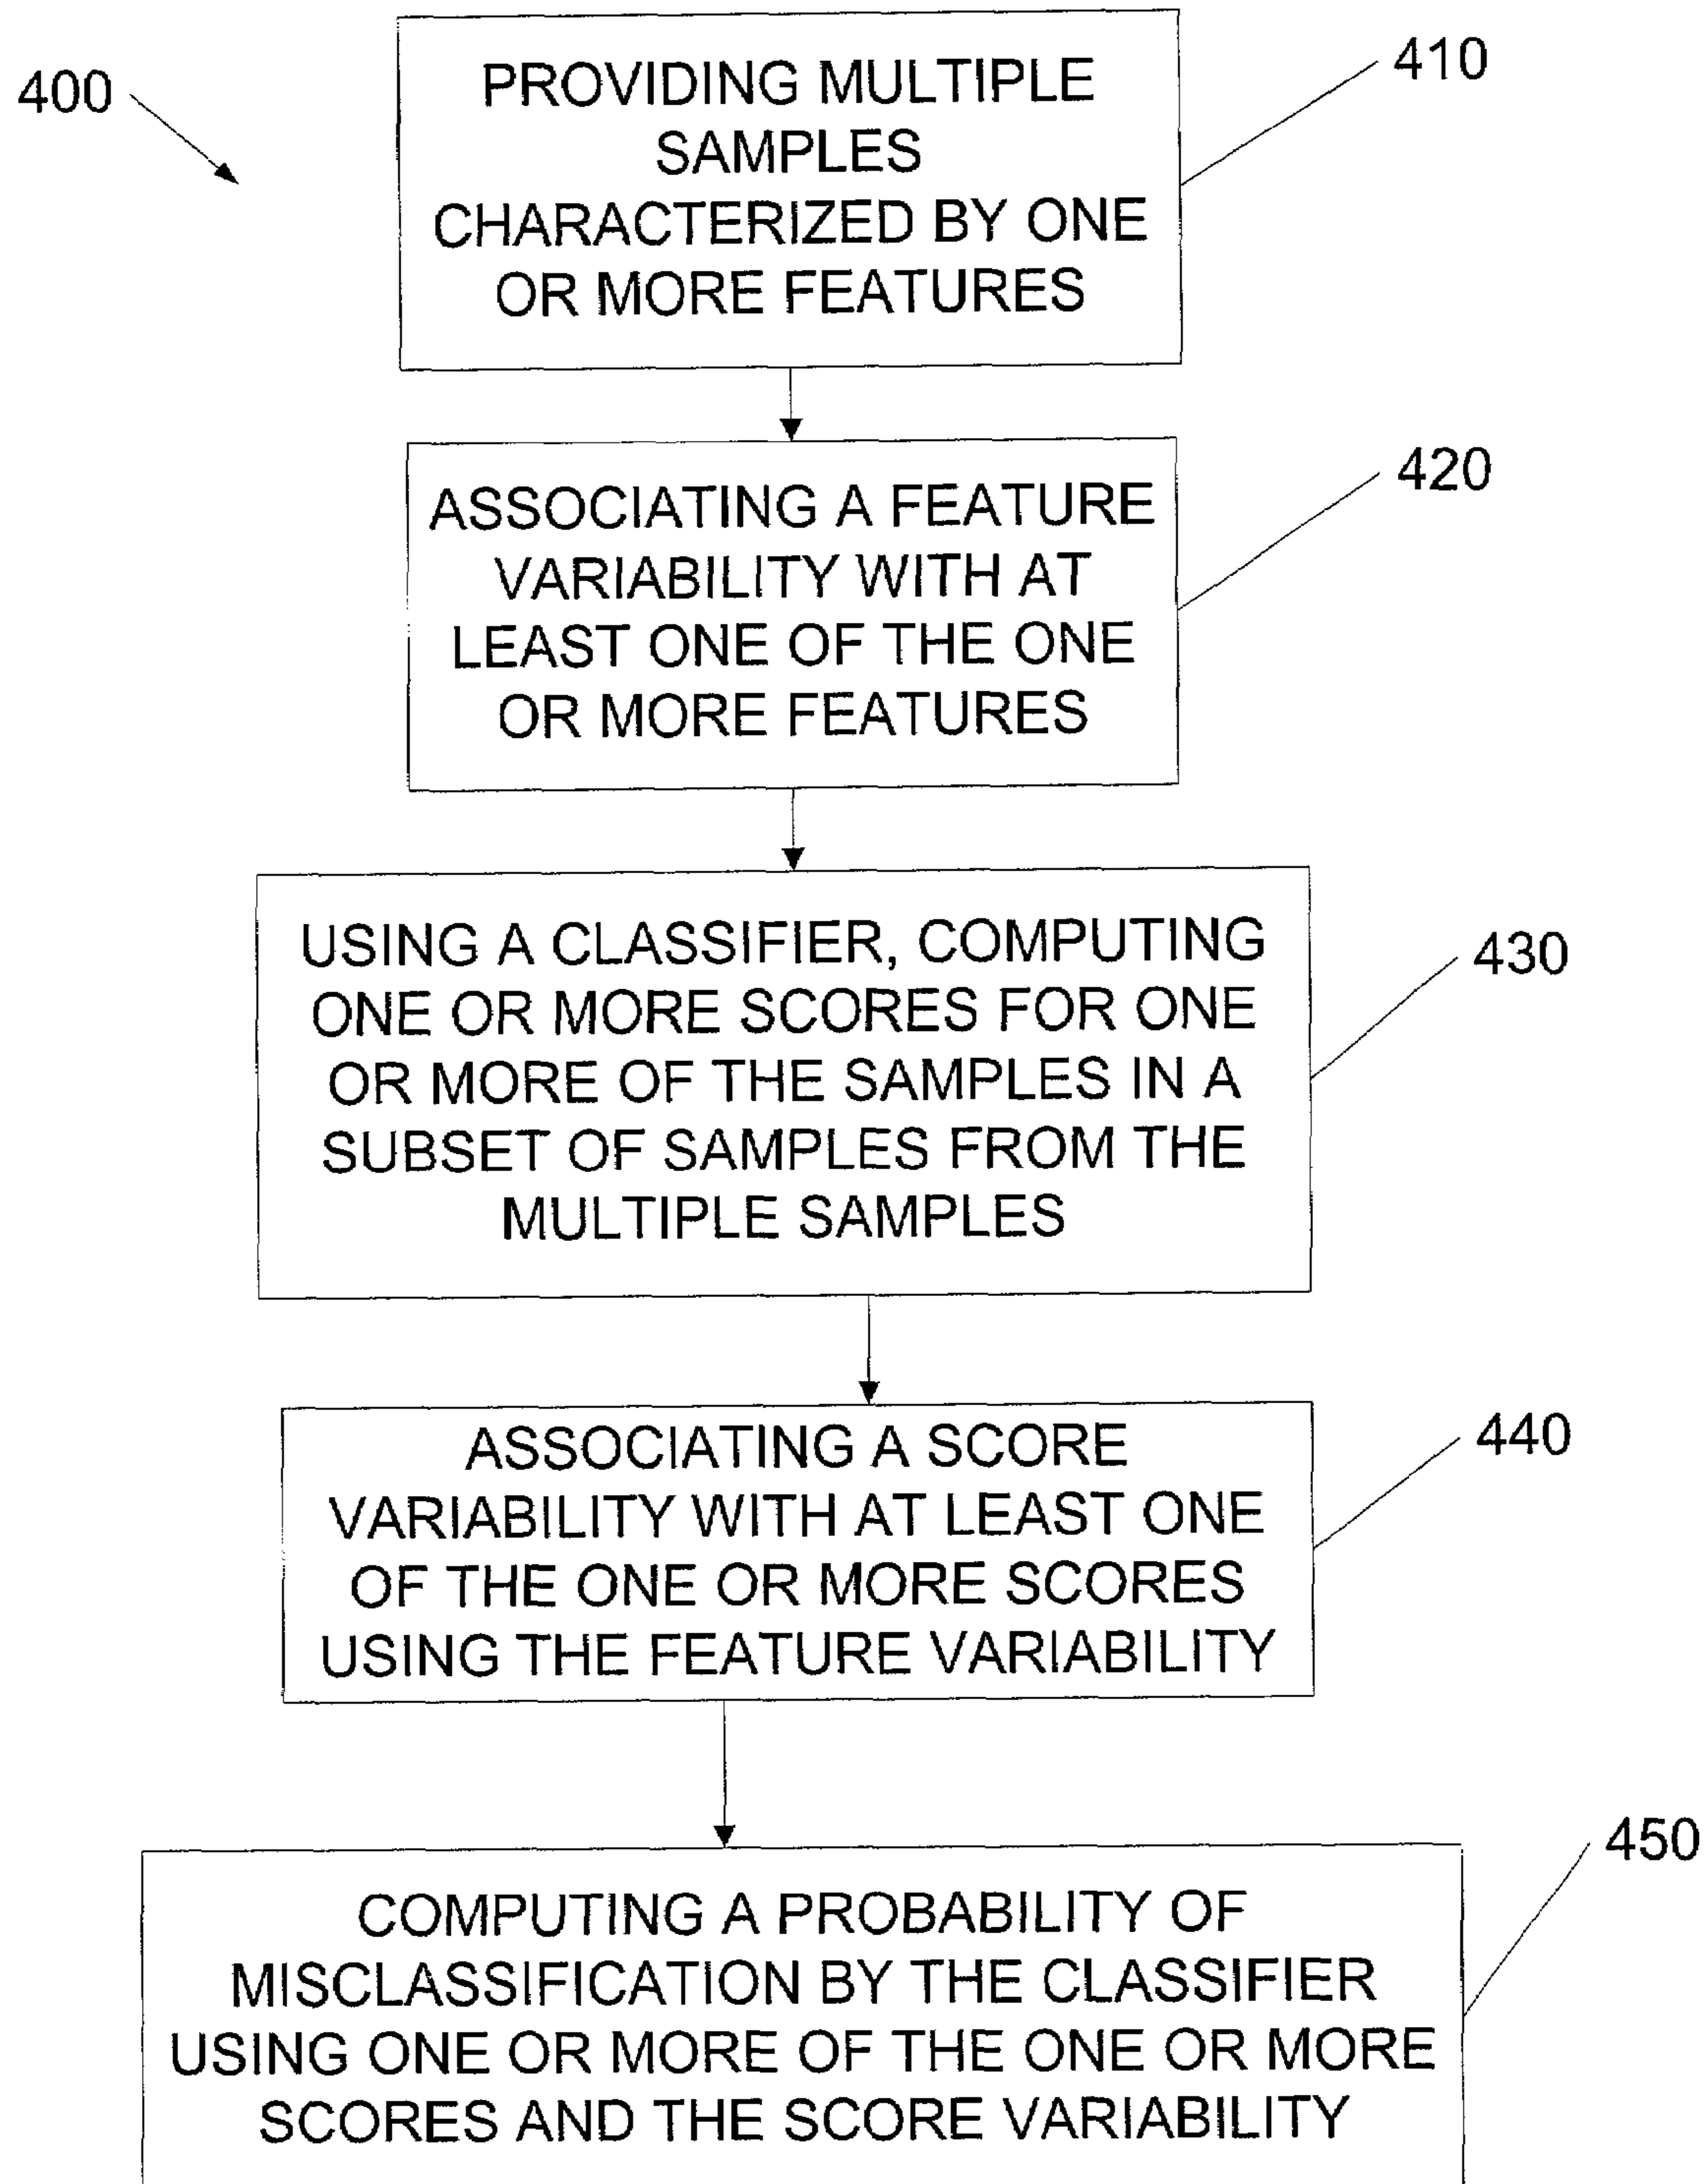 400
PROVIDING MULTIPLE
SAMPLES
CHARACTERIZED BY ONE
OR MORE FEATURES
410
ASSOCIATING A FEATURE
VARIABILITY WITH AT
LEAST ONE OF THE ONE
OR MORE FEATURES
420
USING A CLASSIFIER, COMPUTING
ONE OR MORE SCORES FOR ONE
OR MORE OF THE SAMPLES IN A
SUBSET OF SAMPLES FROM THE
MULTIPLE SAMPLES
430
ASSOCIATING A SCORE
VARIABILITY WITH AT LEAST ONE
OF THE ONE OR MORE SCORES
USING THE FEATURE VARIABILITY
440
COMPUTING A PROBABILITY OF
MISCLASSIFICATION BY THE CLASSIFIER
USING ONE OR MORE OF THE ONE OR MORE
SCORES AND THE SCORE VARIABILITY
450